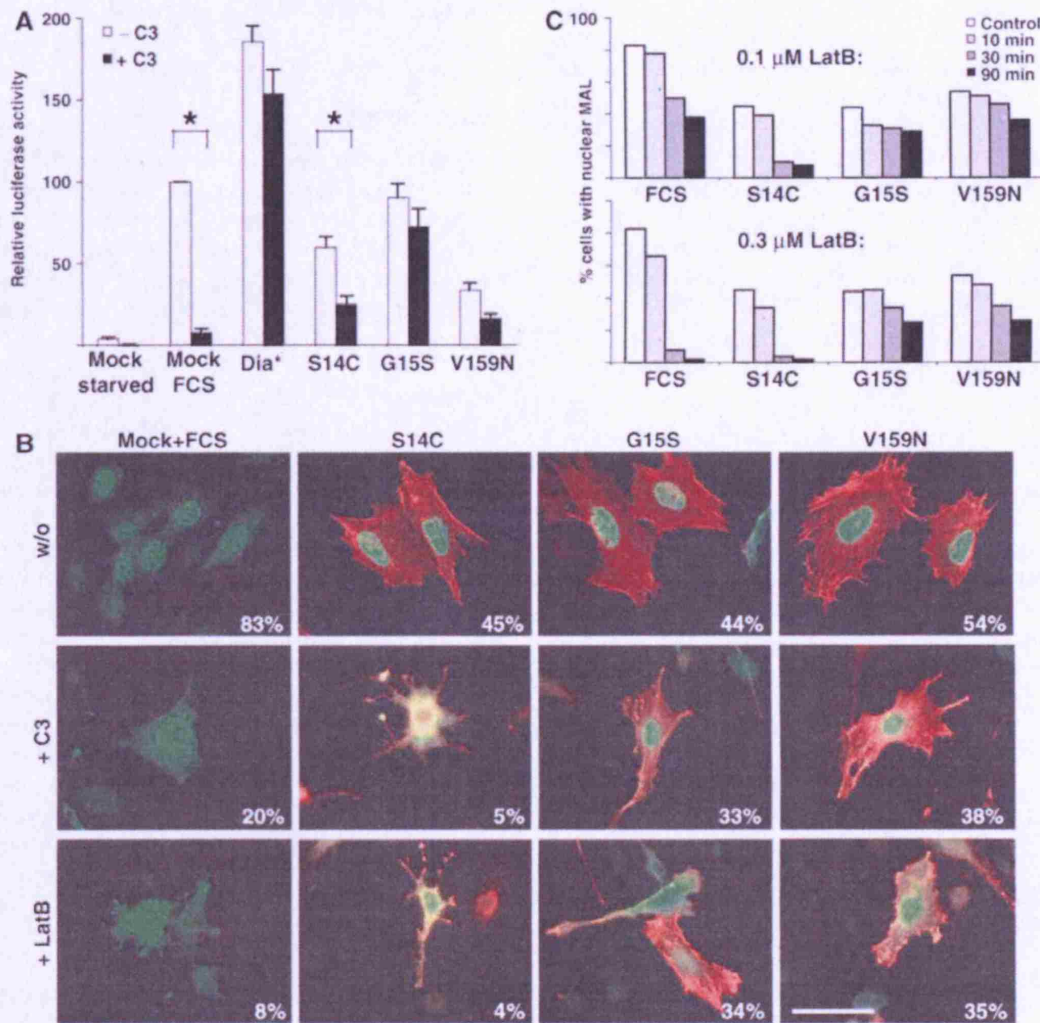 A
Relative luciferase activity
200
150
100
50
– C3
+ C3
*
*
Mock starved
Mock FCS
Dia*
S14C
G15S
V159N
C
% cells with nuclear MAL
100
Control
10 min
30 min
90 min
0.1 µM LatB:
FCS
S14C
G15S
V159N
0.3 µM LatB:
FCS
S14C
G15S
V159N
B
Mock+FCS
S14C
G15S
V159N
w/o
83%
45%
44%
54%
+ C3
20%
5%
33%
38%
+ LatB
8%
4%
34%
35%